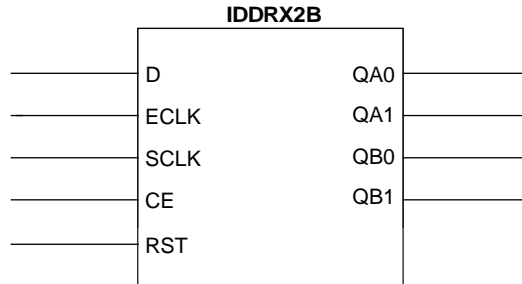 IDDRX2B
D QA0
ECLK QA1
SCLK QB0
CE QB1
RST